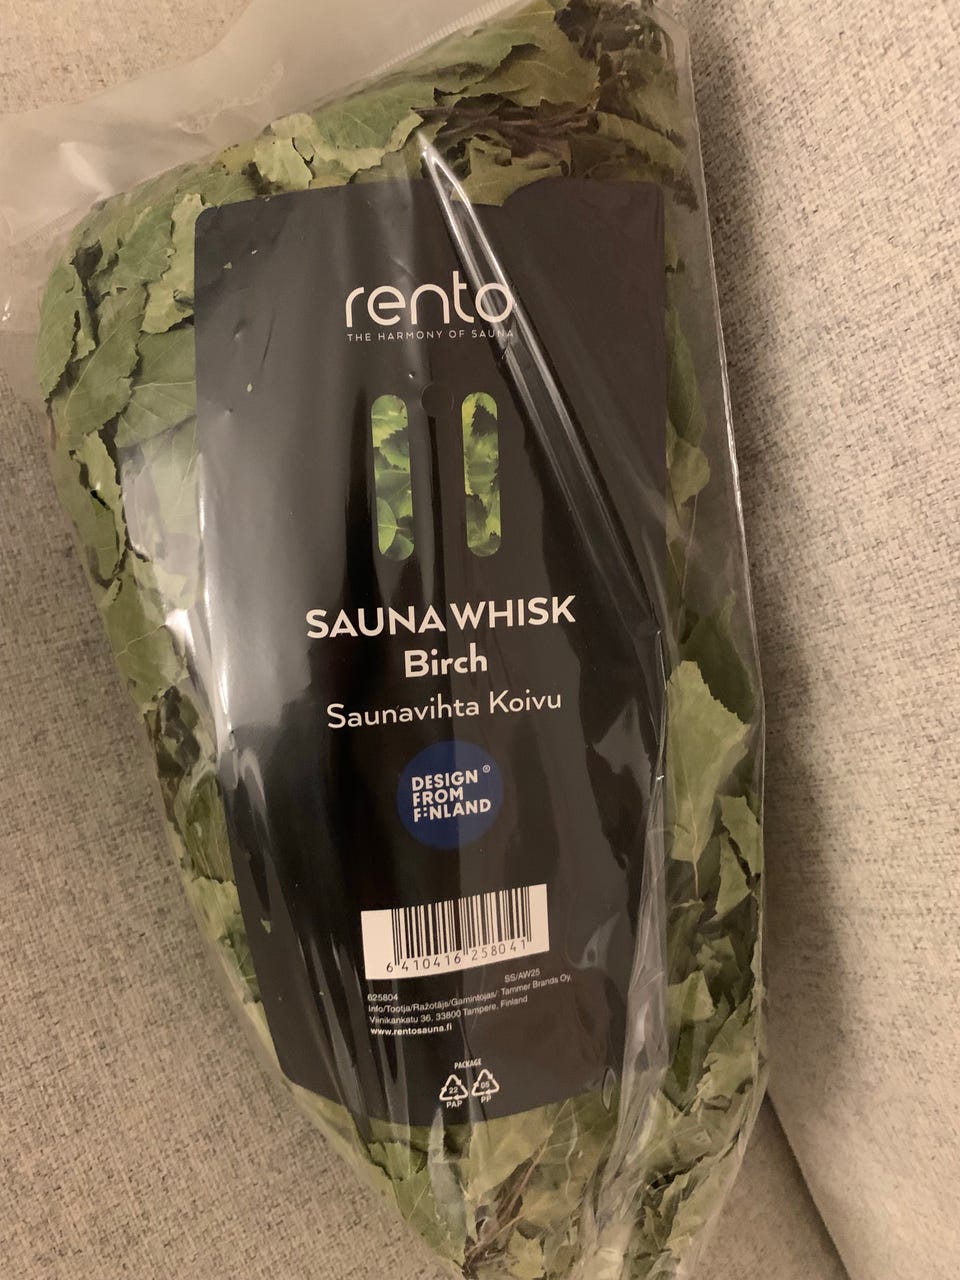 rento
THE HARMONY OF SAUNA
SAUNA WHISK
Birch
Saunavihta Koivu
DESIGN ®
FROM
FINLAND
6 410416 258041
SS/AW25
625804
Info/Tootja/Ražotājs/Gamintojas/: Tammer Brands Oy,
Viinikankatu 36, 33800 Tampere, Finland
www.rentosauna.fi
PACKAGE
22 05
PAP PP